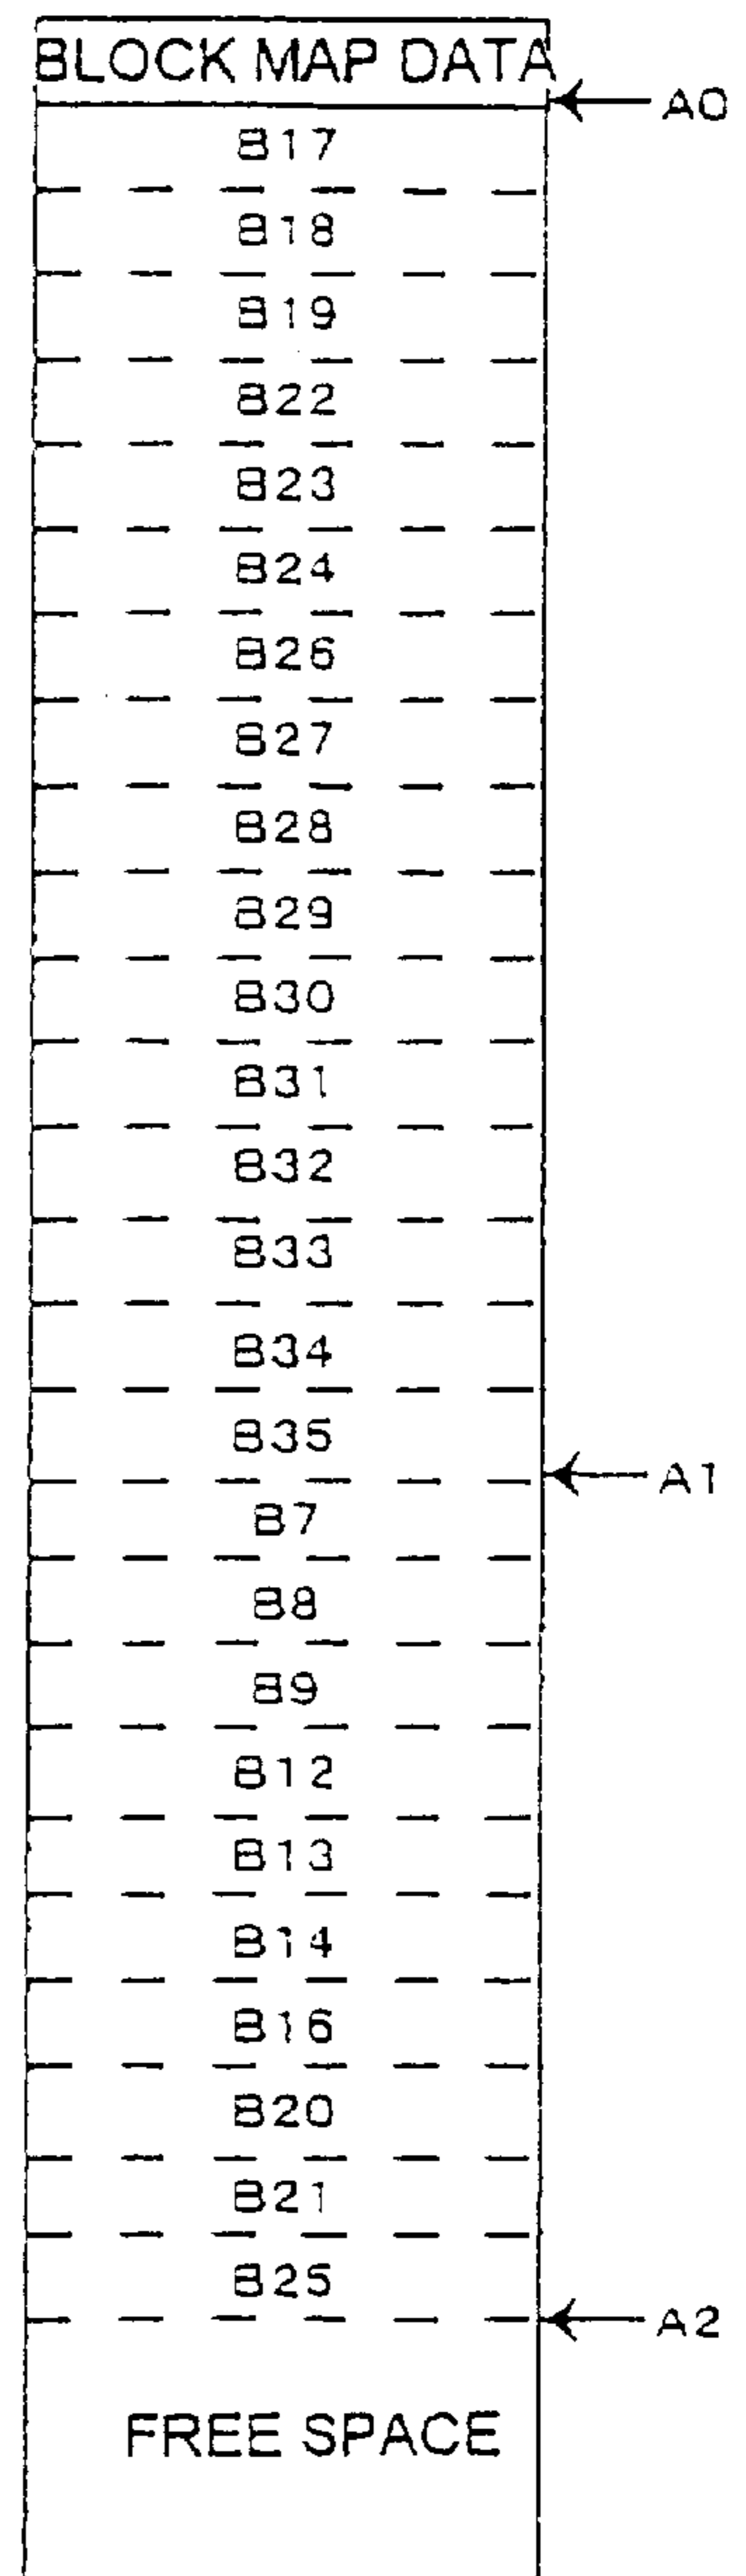 BLOCK MAP DATA
A0
B17
B18
B19
B22
B23
B24
B26
B27
B28
B29
B30
B31
B32
B33
B34
B35
A1
B7
B8
B9
B12
B13
B14
B16
B20
B21
B25
A2
FREE SPACE